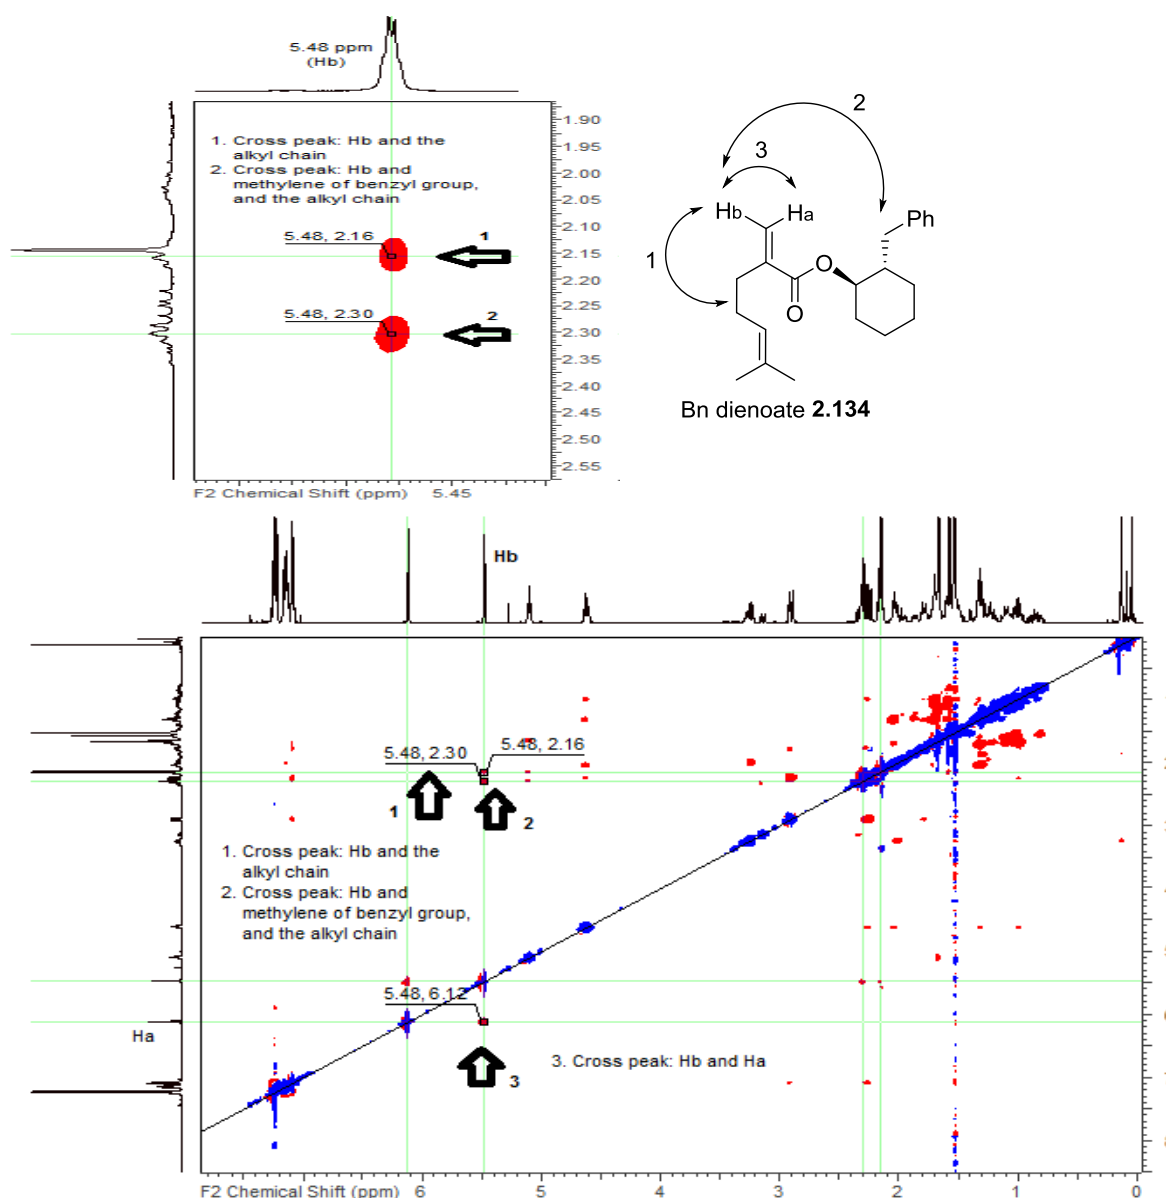 5.48 ppm
(Hb)
1. Cross peak: Hb and the
alkyl chain
2. Cross peak: Hb and
methylene of benzyl group,
and the alkyl chain
5.48, 2.16
1
5.48, 2.30
2
1.90
1.95
2.00
2.05
2.10
2.15
2.20
2.25
2.30
2.35
2.40
2.45
2.50
2.55
F2 Chemical Shift (ppm) 5.45
2
3
1
Hb Ha
Ph
O
O
Bn dienoate 2.134
Hb
5.48, 2.30
5.48, 2.16
1
2
1. Cross peak: Hb and the
alkyl chain
2. Cross peak: Hb and
methylene of benzyl group,
and the alkyl chain
5.48, 6.12
Ha
3
3. Cross peak: Hb and Ha
F2 Chemical Shift (ppm) 6 5 4 3 2 1 0